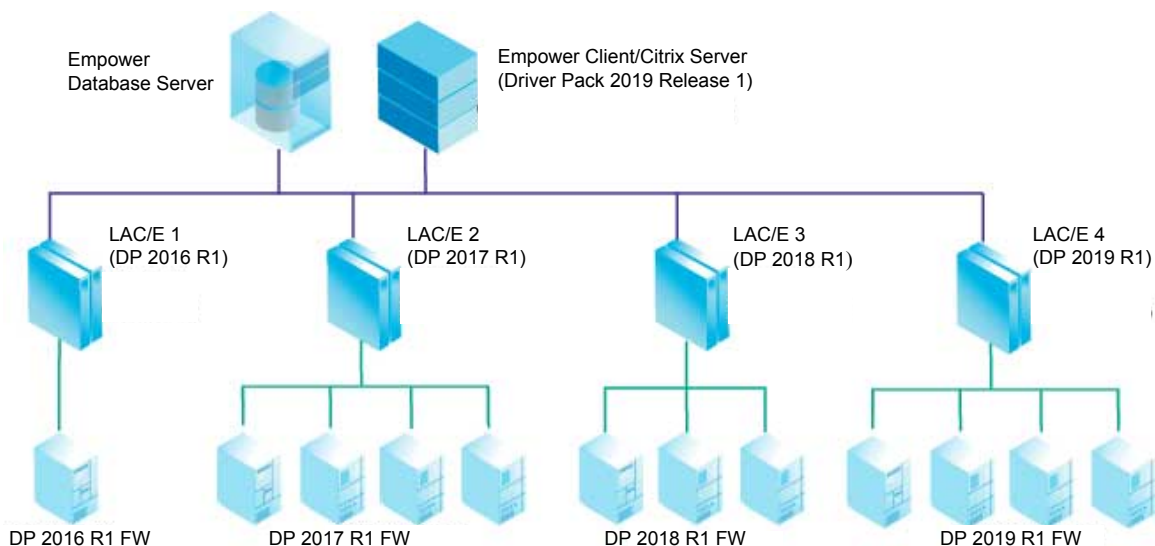 Empower
Database Server
Empower Client/Citrix Server
(Driver Pack 2019 Release 1)
LAC/E 1
(DP 2016 R1)
LAC/E 2
(DP 2017 R1)
LAC/E 3
(DP 2018 R1)
LAC/E 4
(DP 2019 R1)
DP 2016 R1 FW
DP 2017 R1 FW
DP 2018 R1 FW
DP 2019 R1 FW